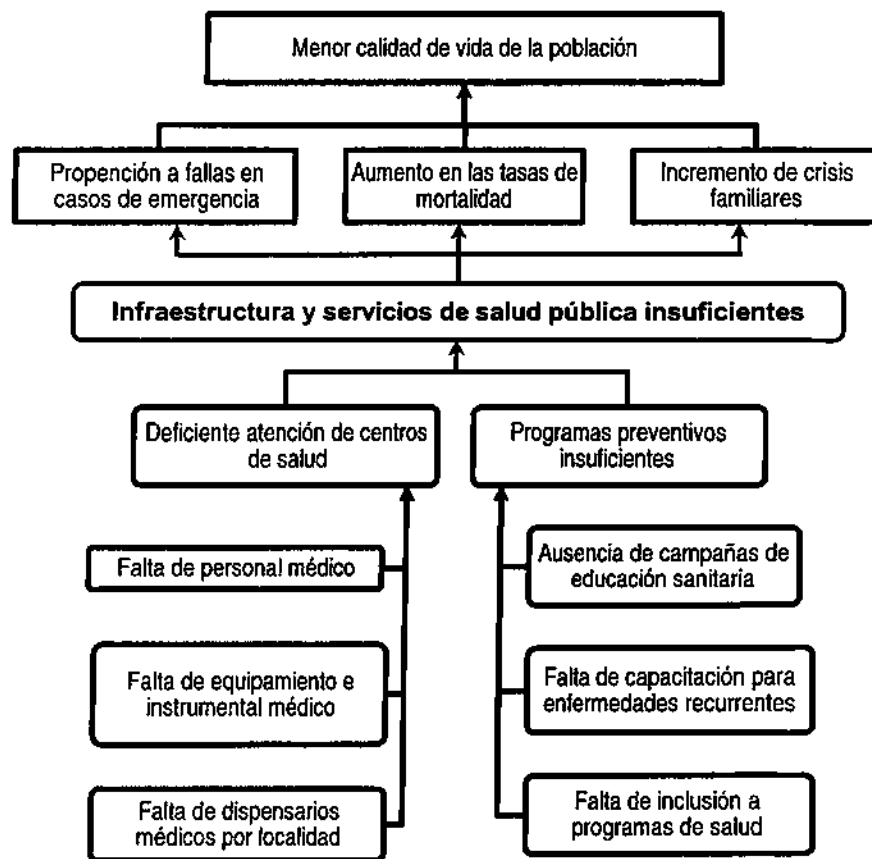 Menor calidad de vida de la población
Propención a fallas en
casos de emergencia
Aumento en las tasas de
mortalidad
Incremento de crisis
familiares
Infraestructura y servicios de salud pública insuficientes
Deficiente atención de centros
de salud
Programas preventivos
insuficientes
Falta de personal médico
Ausencia de campañas de
educación sanitaria
Falta de equipamiento e
instrumental médico
Falta de capacitación para
enfermedades recurrentes
Falta de dispensarios
médicos por localidad
Falta de inclusión a
programas de salud